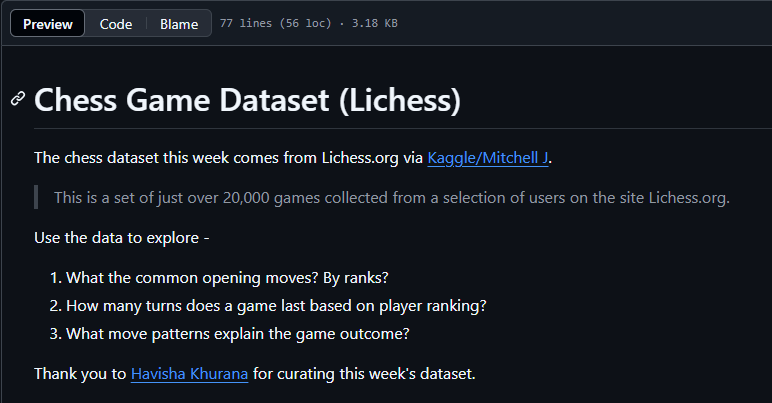 Preview Code Blame 77 lines (56 loc) · 3.18 KB
Chess Game Dataset (Lichess)
The chess dataset this week comes from Lichess.org via Kaggle/Mitchell J.
This is a set of just over 20,000 games collected from a selection of users on the site Lichess.org.
Use the data to explore -
1. What the common opening moves? By ranks?
2. How many turns does a game last based on player ranking?
3. What move patterns explain the game outcome?
Thank you to Havisha Khurana for curating this week's dataset.